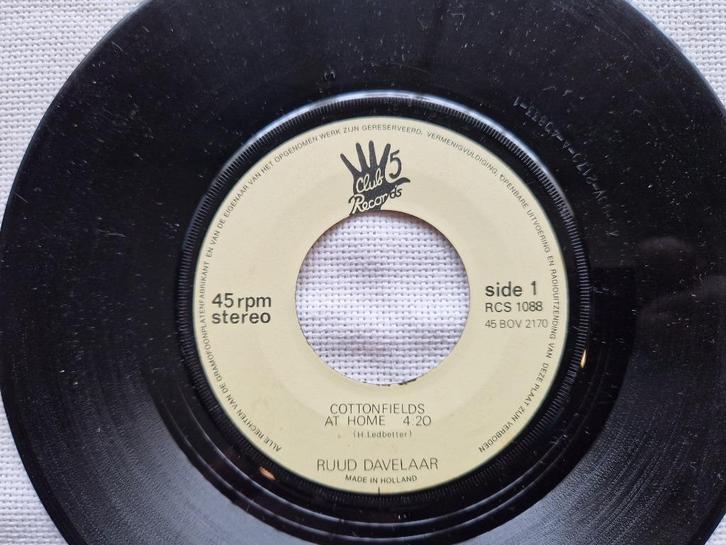 ALLE RECHTEN VAN DE GRAMOFOONPLATENFABRIKANT EN VAN DE EIGENAAR VAN HET OPGENOMEN WERK ZIJN GERESERVEERD. VERMENIGVULDIGING, OPENBARE UITVOERING EN RADIOUITZENDING VAN DEZE PLAAT ZIJN VERBODEN
Club 5
Records
45 rpm
stereo
side 1
RCS 1088
45 BOV 2170
COTTONFIELDS
AT HOME 4:20
(H.Ledbetter)
RUUD DAVELAAR
MADE IN HOLLAND